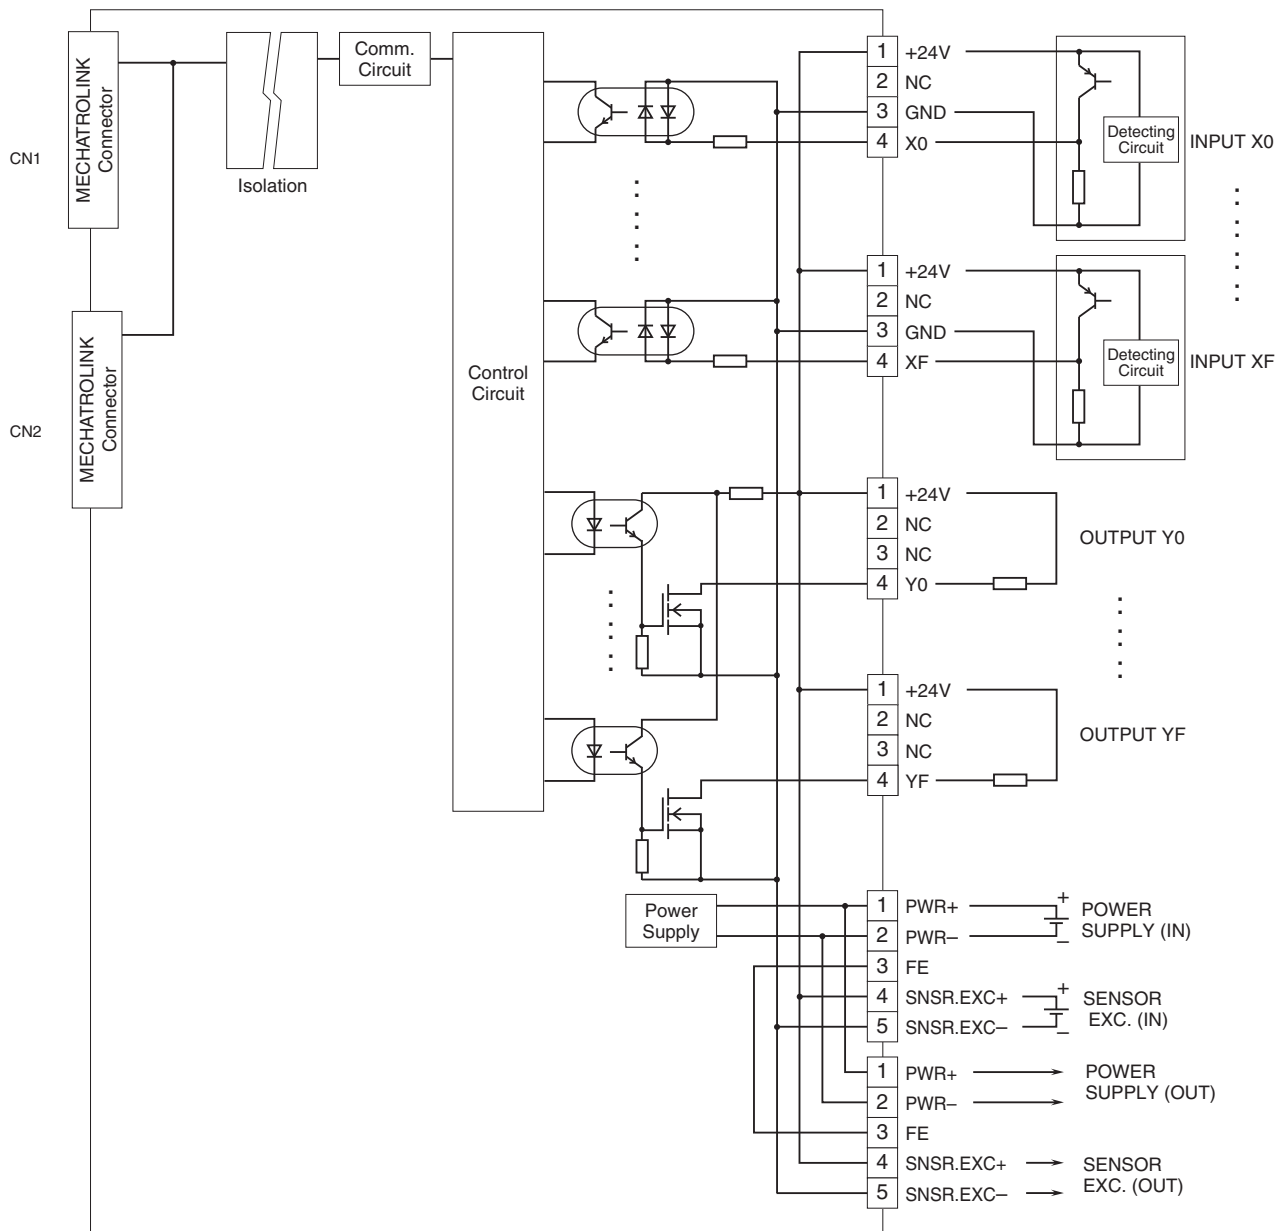 CN1
MECHATROLINK
Connector
Isolation
Comm.
Circuit
CN2
MECHATROLINK
Connector
Control
Circuit
1 +24V
2 NC
3 GND
4 X0
Detecting
Circuit
INPUT X0
1 +24V
2 NC
3 GND
4 XF
Detecting
Circuit
INPUT XF
1 +24V
2 NC
3 NC
4 Y0
OUTPUT Y0
1 +24V
2 NC
3 NC
4 YF
OUTPUT YF
Power
Supply
1 PWR+
2 PWR–
3 FE
4 SNSR.EXC+
5 SNSR.EXC–
+
–
POWER
SUPPLY (IN)
+
–
SENSOR
EXC. (IN)
1 PWR+
2 PWR–
3 FE
4 SNSR.EXC+
5 SNSR.EXC–
POWER
SUPPLY (OUT)
SENSOR
EXC. (OUT)